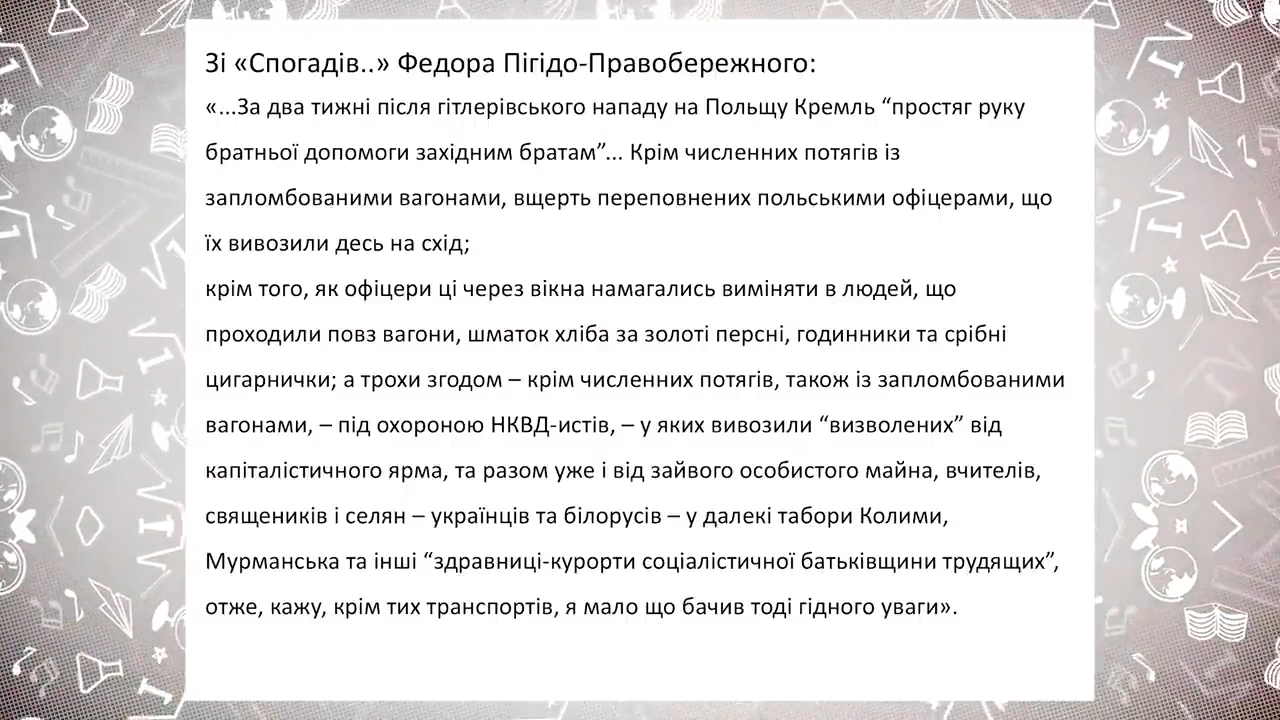 Зі «Спогадів..» Федора Пігідо-Правобережного:
«...За два тижні після гітлерівського нападу на Польщу Кремль “простяг руку
братньої допомоги західним братам”... Крім численних потягів із
запломбованими вагонами, вщерть переповнених польськими офіцерами, що
їх вивозили десь на схід;
крім того, як офіцери ці через вікна намагались виміняти в людей, що
проходили повз вагони, шматок хліба за золоті персні, годинники та срібні
цигарнички; а трохи згодом – крім численних потягів, також із запломбованими
вагонами, – під охороною НКВД-истів, – у яких вивозили “визволених” від
капіталістичного ярма, та разом уже і від зайвого особистого майна, вчителів,
священиків і селян – українців та білорусів – у далекі табори Колими,
Мурманська та інші “здравниці-курорти соціалістичної батьківщини трудящих”,
отже, кажу, крім тих транспортів, я мало що бачив тоді гідного уваги».